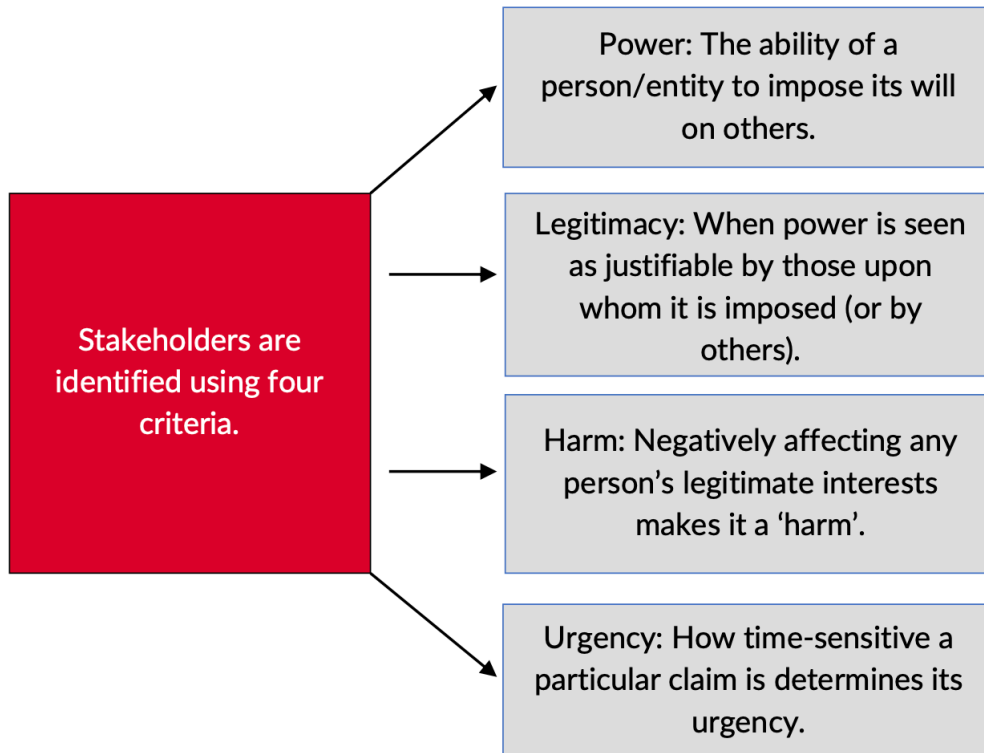 Power: The ability of a
person/entity to impose its will
on others.
Legitimacy: When power is seen
as justifiable by those upon
whom it is imposed (or by
others).
Stakeholders are
identified using four
criteria.
Harm: Negatively affecting any
person’s legitimate interests
makes it a ‘harm’.
Urgency: How time-sensitive a
particular claim is determines its
urgency.